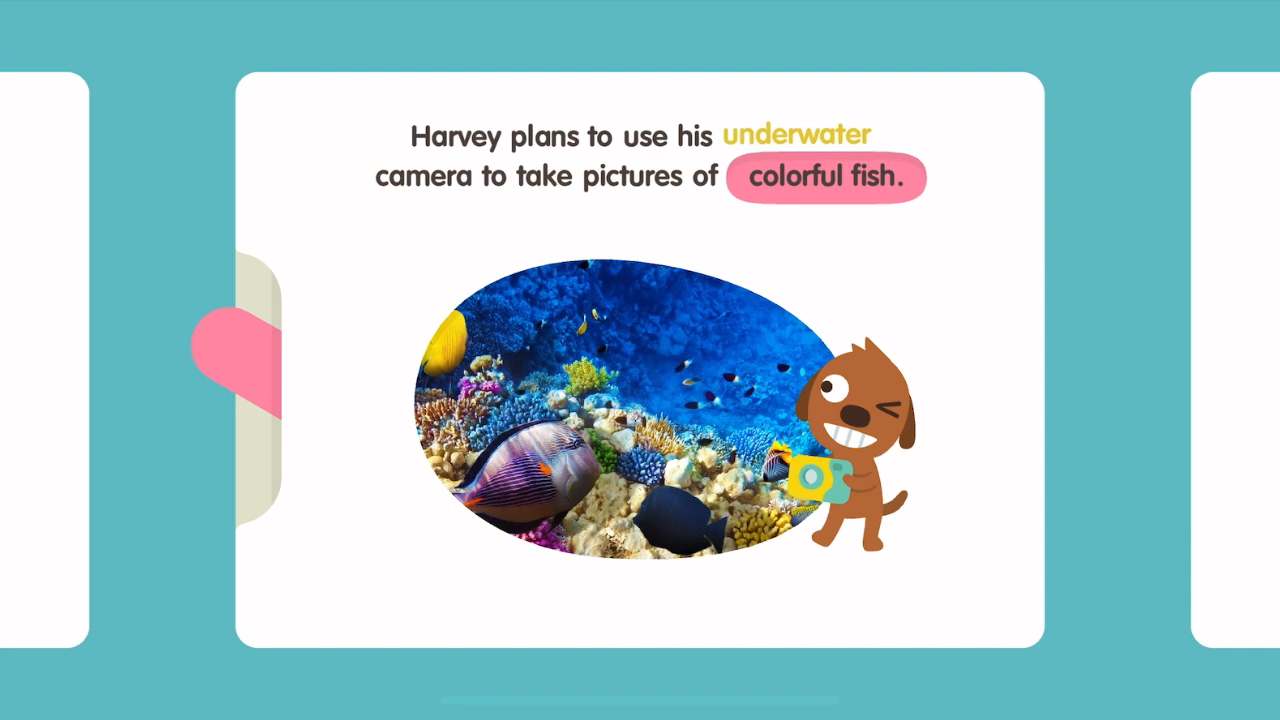 Harvey plans to use his underwater
camera to take pictures of colorful fish.